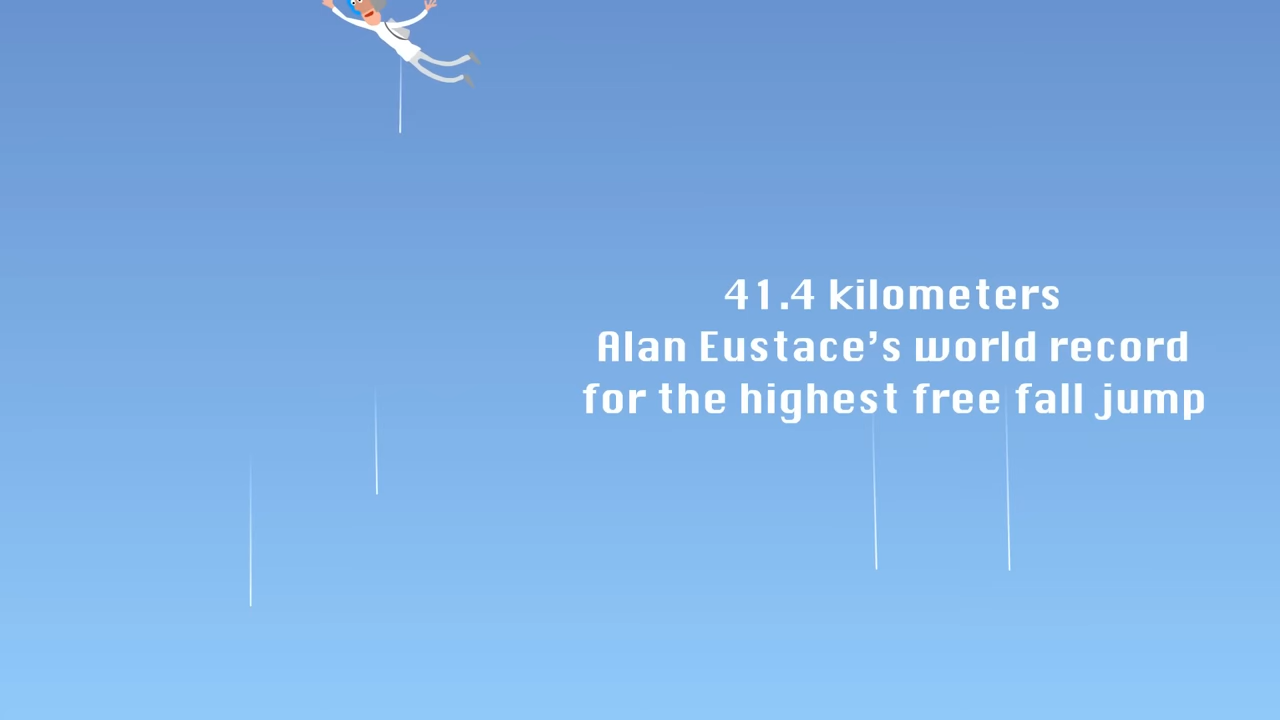 41.4 kilometers
Alan Eustace's world record
for the highest free fall jump